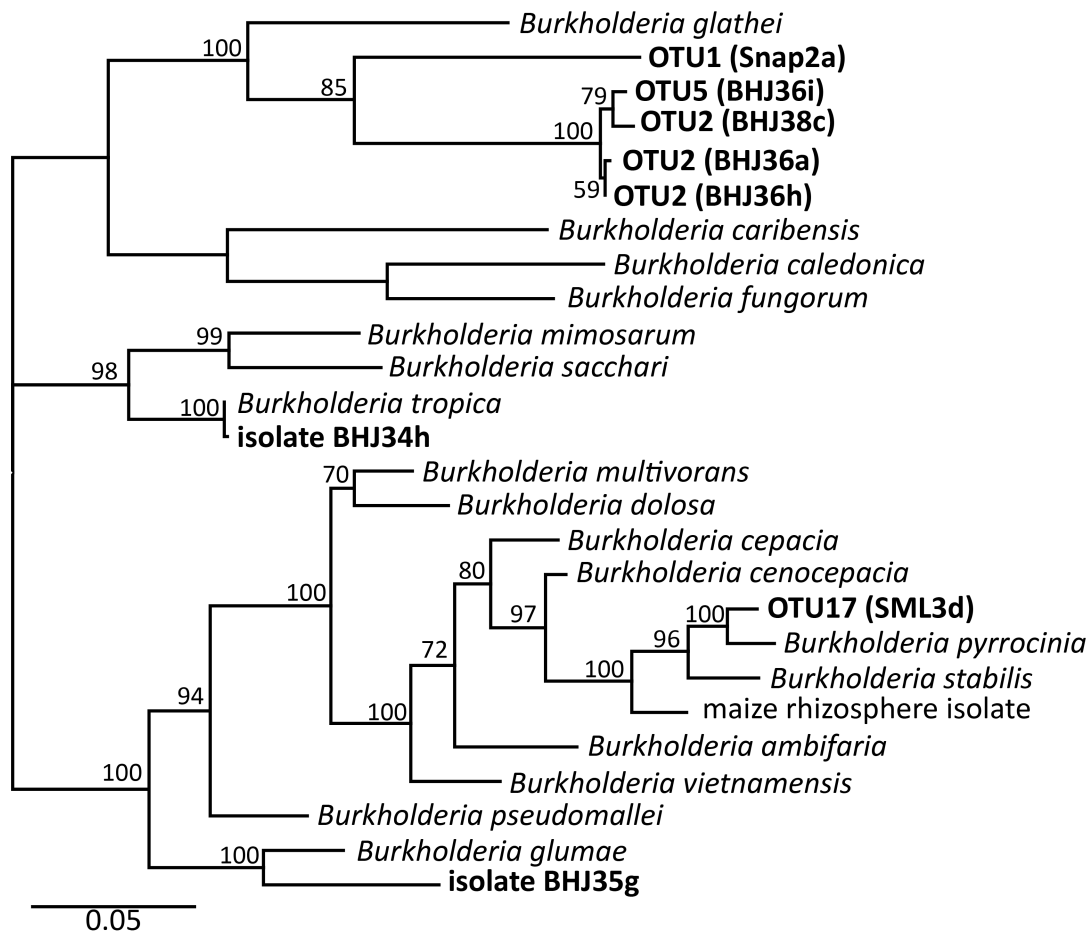 Burkholderia glathei
100
OTU1 (Snap2a)
85
OTU5 (BHJ36i)
79
OTU2 (BHJ38c)
100
OTU2 (BHJ36a)
59
OTU2 (BHJ36h)
Burkholderia caribensis
Burkholderia caledonica
Burkholderia fungorum
99
Burkholderia mimosarum
98
Burkholderia sacchari
100
Burkholderia tropica
isolate BHJ34h
70
Burkholderia multivorans
Burkholderia dolosa
Burkholderia cepacia
80
Burkholderia cenocepacia
100
97
OTU17 (SML3d)
100
96
Burkholderia pyrrocinia
72
100
Burkholderia stabilis
94
100
maize rhizosphere isolate
Burkholderia ambifaria
100
Burkholderia vietnamensis
Burkholderia pseudomallei
100
Burkholderia glumae
isolate BHJ35g
0.05